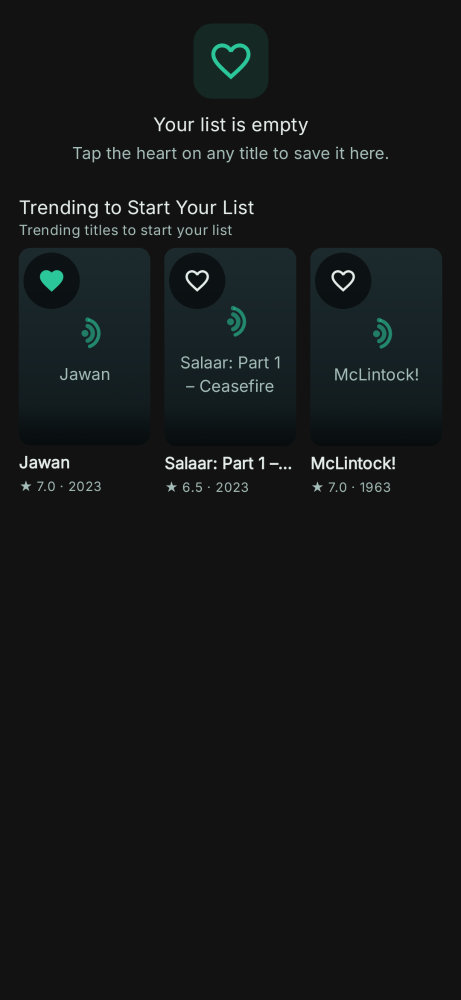 Your list is empty
Tap the heart on any title to save it here.
Trending to Start Your List
Trending titles to start your list
Jawan
Salaar: Part 1
– Ceasefire
McLintock!
Jawan
★ 7.0 · 2023
Salaar: Part 1 –...
★ 6.5 · 2023
McLintock!
★ 7.0 · 1963